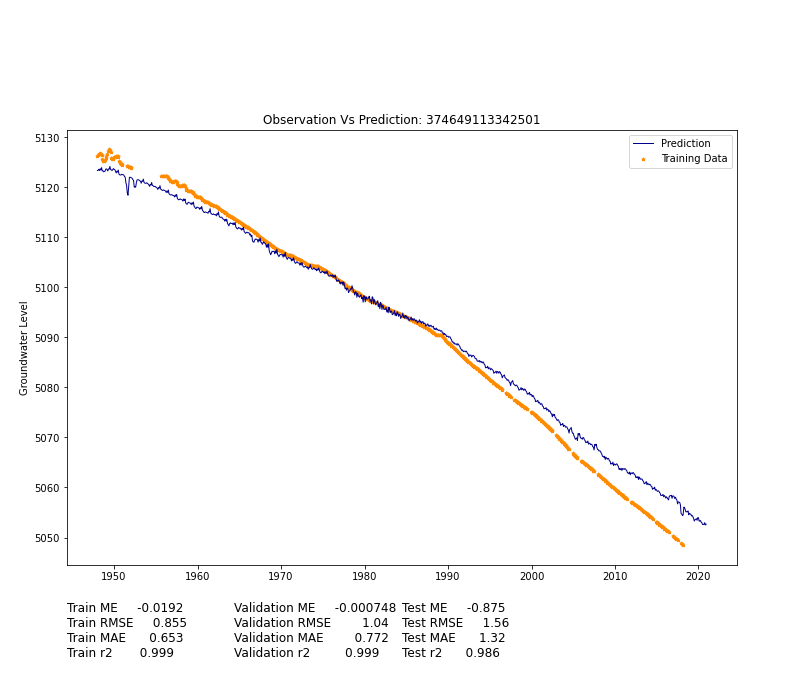 Observation Vs Prediction: 374649113342501
5130
5120
5110
5100
5090
5080
5070
5060
5050
Groundwater Level
Prediction
Training Data
1950 1960 1970 1980 1990 2000 2010 2020
Train ME -0.0192 Validation ME -0.000748 Test ME -0.875
Train RMSE 0.855 Validation RMSE 1.04 Test RMSE 1.56
Train MAE 0.653 Validation MAE 0.772 Test MAE 1.32
Train r2 0.999 Validation r2 0.999 Test r2 0.986